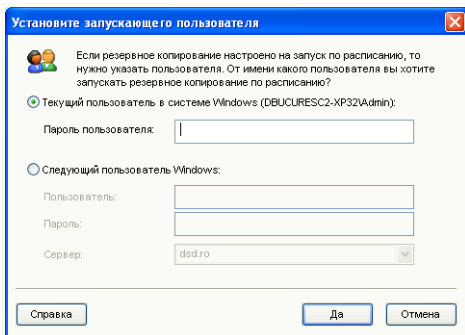 Установите запускающего пользователя
Если резервное копирование настроено на запуск по расписанию, то
нужно указать пользователя. От имени какого пользователя вы хотите
запускать резервное копирование по расписанию?
Текущий пользователь в системе Windows (DBUCURESC2-XP32\Admin):
Пароль пользователя:
Следующий пользователь Windows:
Пользователь:
Пароль:
Сервер:
dsd.ro
Справка
Да
Отмена